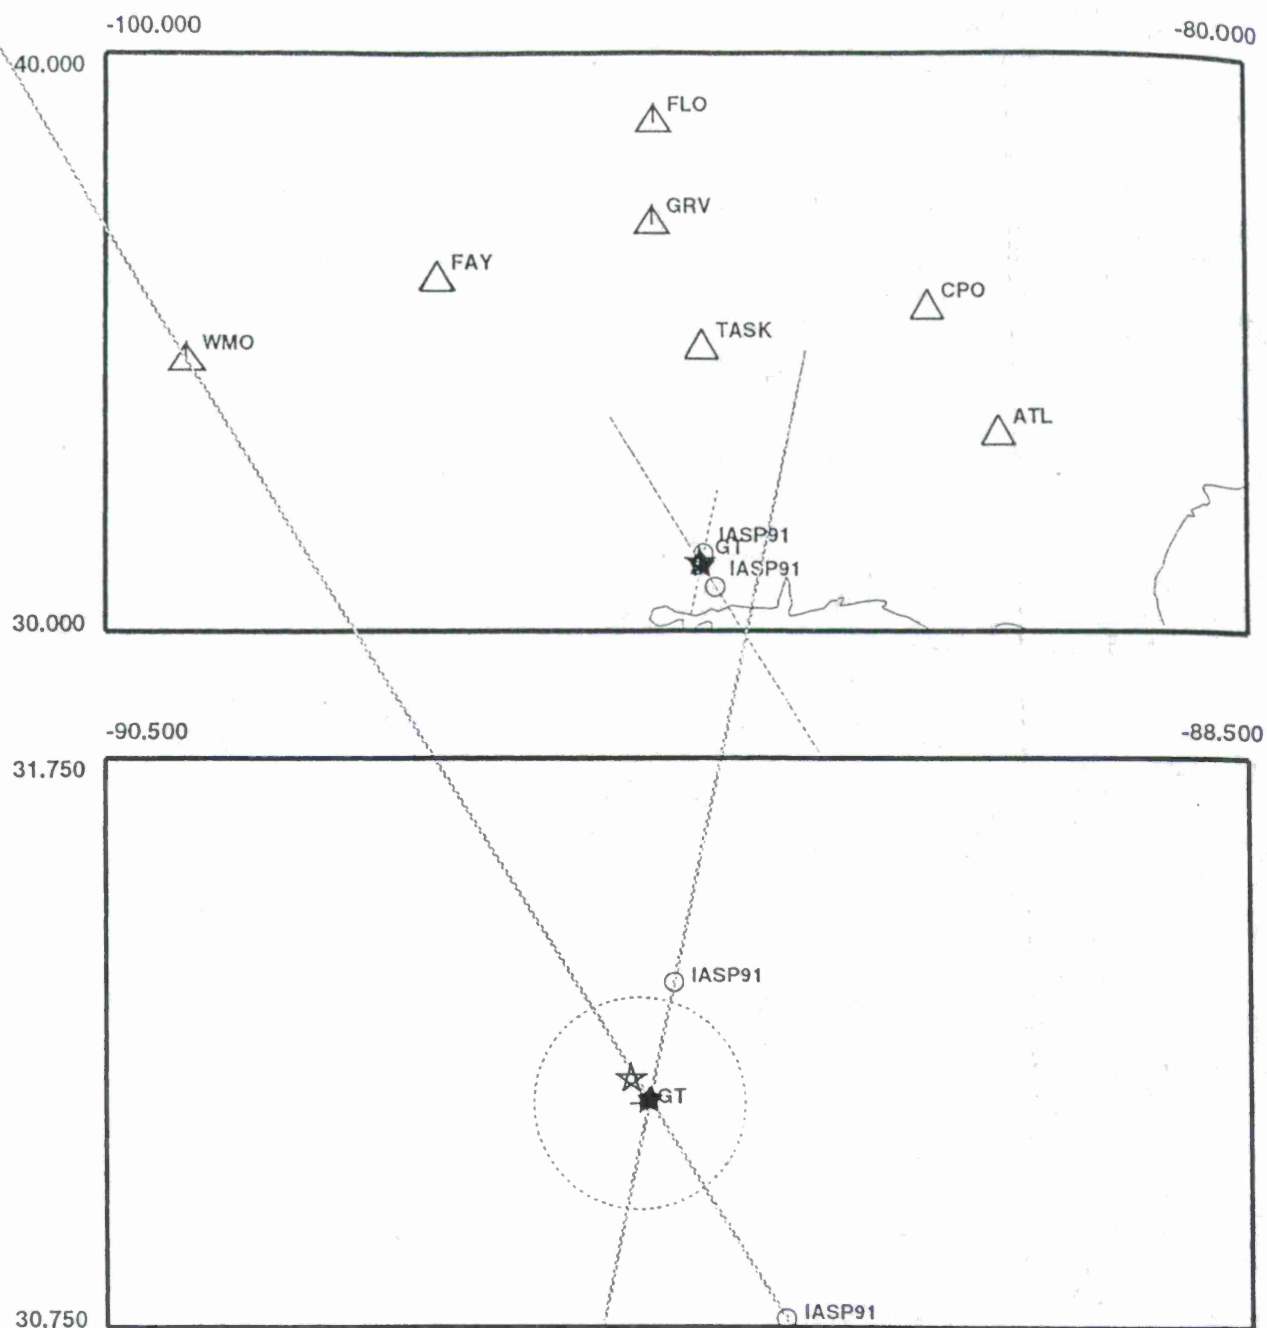 -100.000
-80.000
40.000
FLO
GRV
FAY
CPO
TASK
WMO
ATL
IASP91
GT
IASP91
30.000
-90.500
-88.500
31.750
IASP91
GT
30.750
IASP91